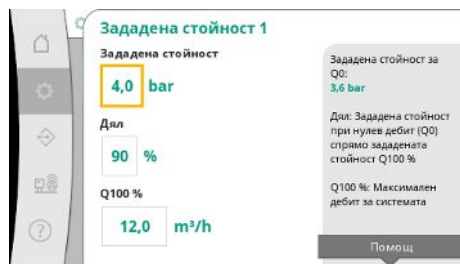 Зададена стойност 1
Зададена стойност
4,0 bar
Дял
90 %
Q100 %
12,0 m³/h
Зададена стойност за
Q0:
3,6 bar
Дял: Зададена стойност
при нулев дебит (Q0)
спрямо зададената
стойност Q100 %
Q100 %: Максимален
дебит за системата
Помощ